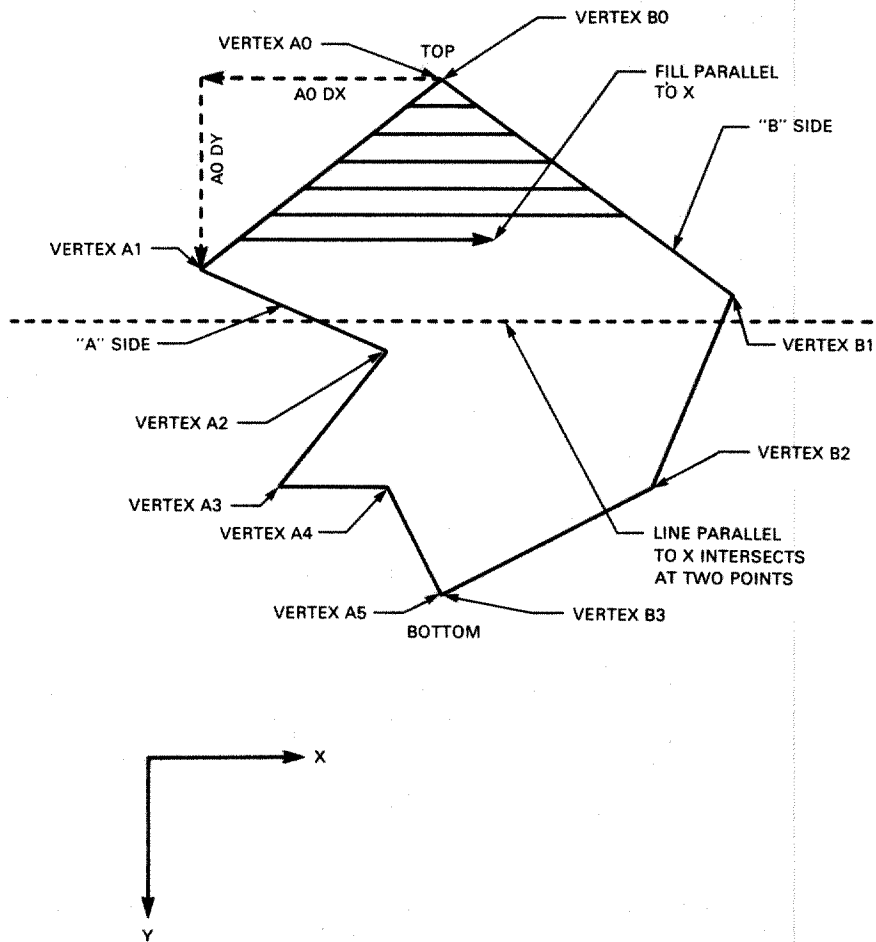 VERTEX B0
VERTEX A0
TOP
FILL PARALLEL
TO X
A0 DX
"B" SIDE
A0 DY
VERTEX A1
"A" SIDE
VERTEX B1
VERTEX A2
VERTEX B2
VERTEX A3
VERTEX A4
LINE PARALLEL
TO X INTERSECTS
AT TWO POINTS
VERTEX A5
VERTEX B3
BOTTOM
X
Y